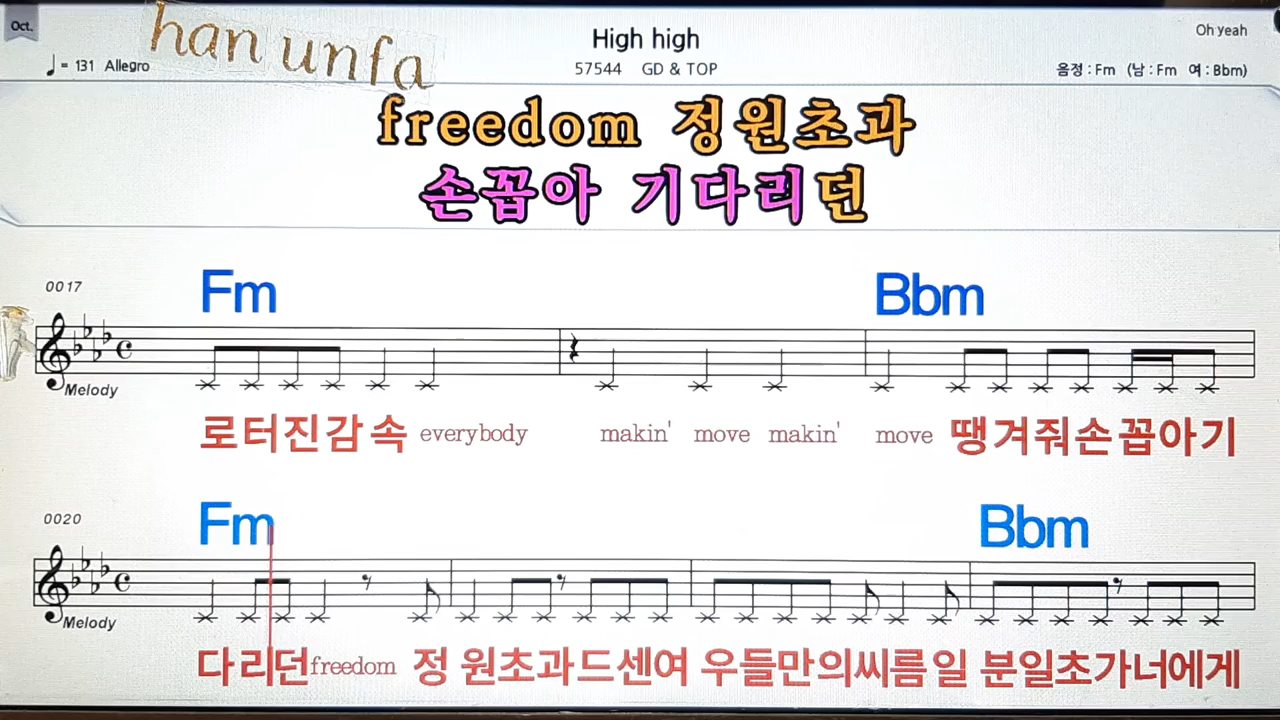 Oct.
han unfa
High high
Oh yeah
♩= 131 Allegro
57544 GD & TOP
음정 : Fm (남 : Fm 여 : Bbm)
freedom 정원초과
손꼽아 기다리던
0017
Fm Bbm
Melody
로터진감속 everybody makin' move makin' move 땡겨줘손꼽아기
0020
Fm Bbm
Melody
다리던freedom 정원초과드센여우들만의씨름일분일초가너에게